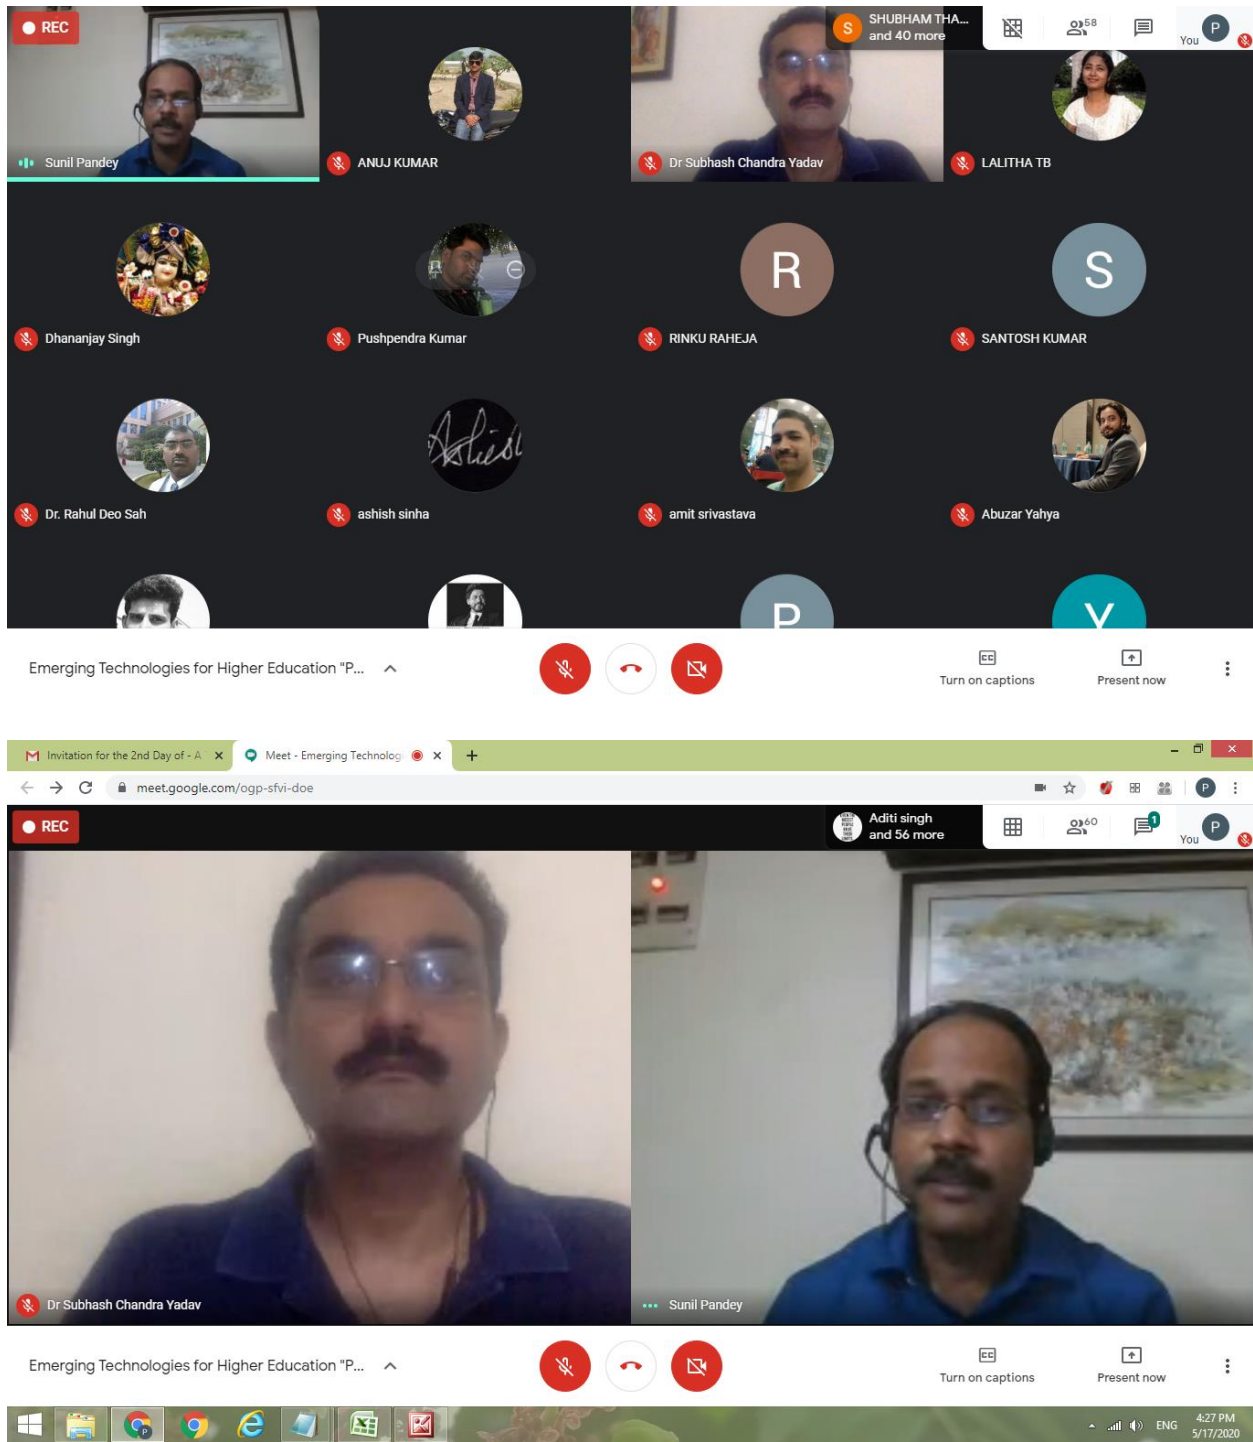 REC
SHUBHAM THA...
and 40 more
S
58
You
P
Sunil Pandey
ANUJ KUMAR
Dr Subhash Chandra Yadav
LALITHA TB
R
S
Dhananjay Singh
Pushpendra Kumar
RINKU RAHEJA
SANTOSH KUMAR
Dr. Rahul Deo Sah
ashish sinha
amit srivastava
Abuzar Yahya
P
Y
Emerging Technologies for Higher Education "P...
CC
Turn on captions
Present now
Invitation for the 2nd Day of - A
Meet - Emerging Technolog
meet.google.com/ogp-sfvi-doe
P
REC
Aditi singh
and 56 more
60
1
You
P
Dr Subhash Chandra Yadav
Sunil Pandey
Emerging Technologies for Higher Education "P...
CC
Turn on captions
Present now
ENG
4:27 PM
5/17/2020